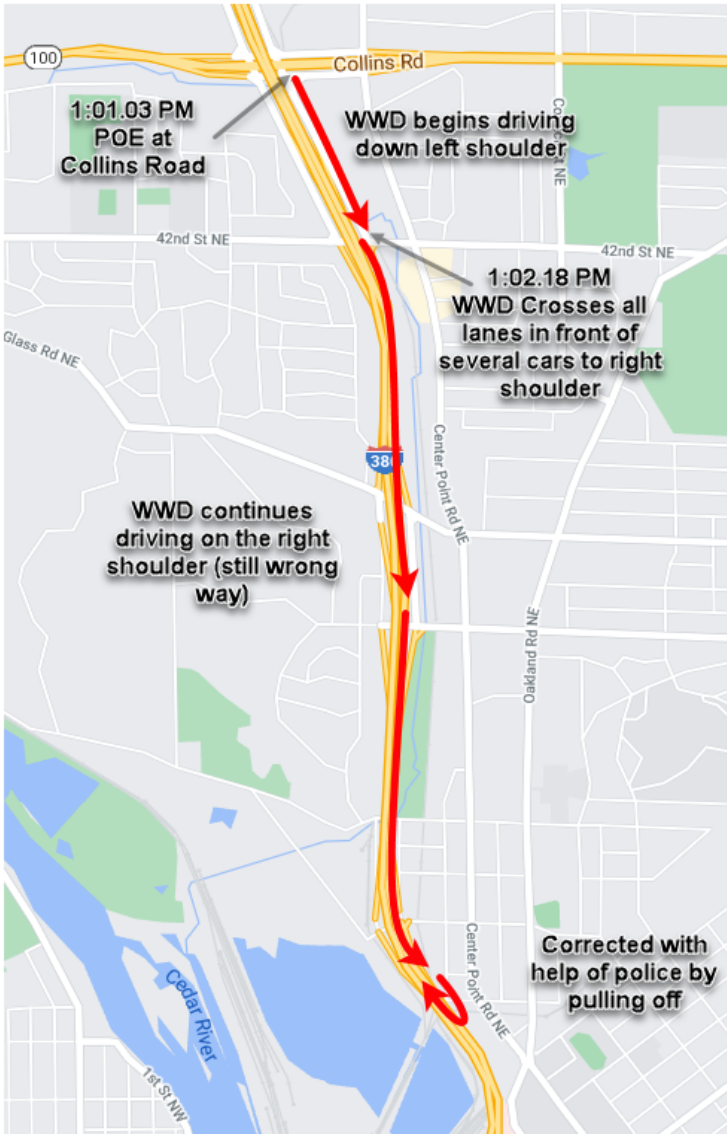 100
Collins Rd
1:01.03 PM
POE at
Collins Road
WWD begins driving
down left shoulder
NE
42nd St NE
42nd St NE
1:02.18 PM
WWD Crosses all
lanes in front of
several cars to right
shoulder
Glass Rd NE
380
Center Point Rd NE
WWD continues
driving on the right
shoulder (still wrong
way)
Oakland Rd NE
Corrected with
help of police by
pulling off
Center Point Rd NE
Cedar River
1st St NW